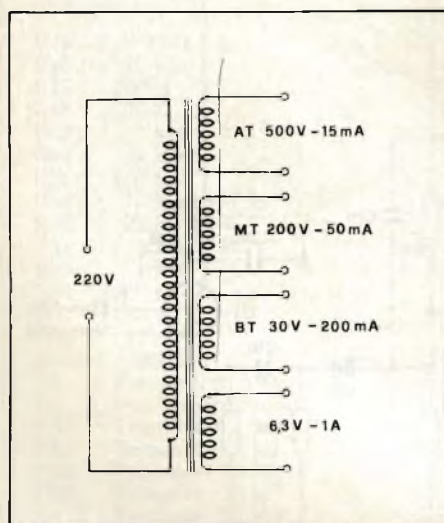 AT 500V-15mA
MT 200V-50mA
220V
BT 30V-200mA
6,3V-1A